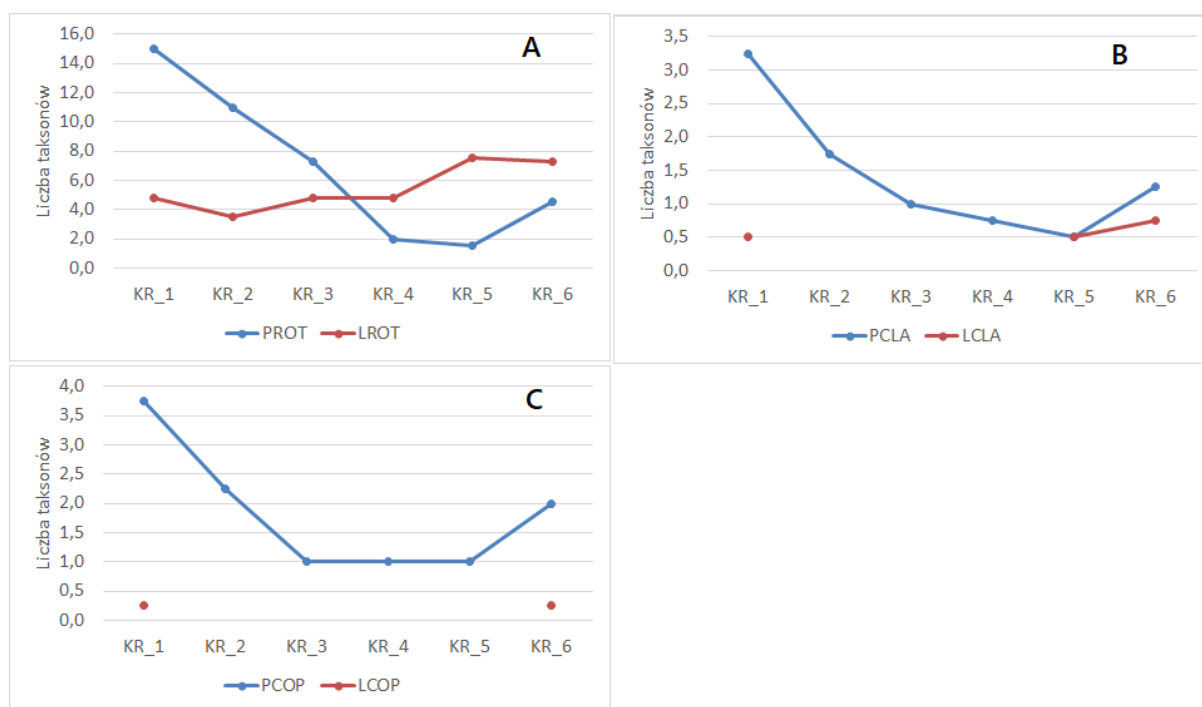 A
Liczba taksonów
16,0
14,0
12,0
10,0
8,0
6,0
4,0
2,0
0,0
KR_1 KR_2 KR_3 KR_4 KR_5 KR_6
PROT LROT
B
Liczba taksonów
3,5
3,0
2,5
2,0
1,5
1,0
0,5
0,0
KR_1 KR_2 KR_3 KR_4 KR_5 KR_6
PCLA LCLA
C
Liczba taksonów
4,0
3,5
3,0
2,5
2,0
1,5
1,0
0,5
0,0
KR_1 KR_2 KR_3 KR_4 KR_5 KR_6
PCOP LCOP